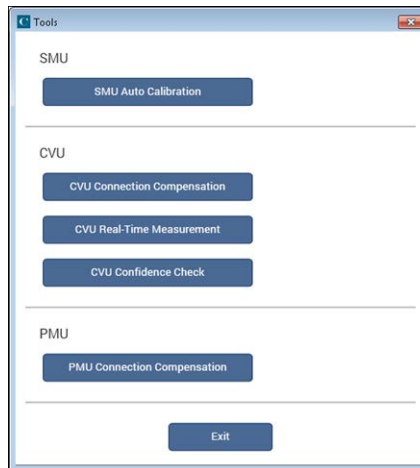 Tools
SMU
SMU Auto Calibration
CVU
CVU Connection Compensation
CVU Real-Time Measurement
CVU Confidence Check
PMU
PMU Connection Compensation
Exit